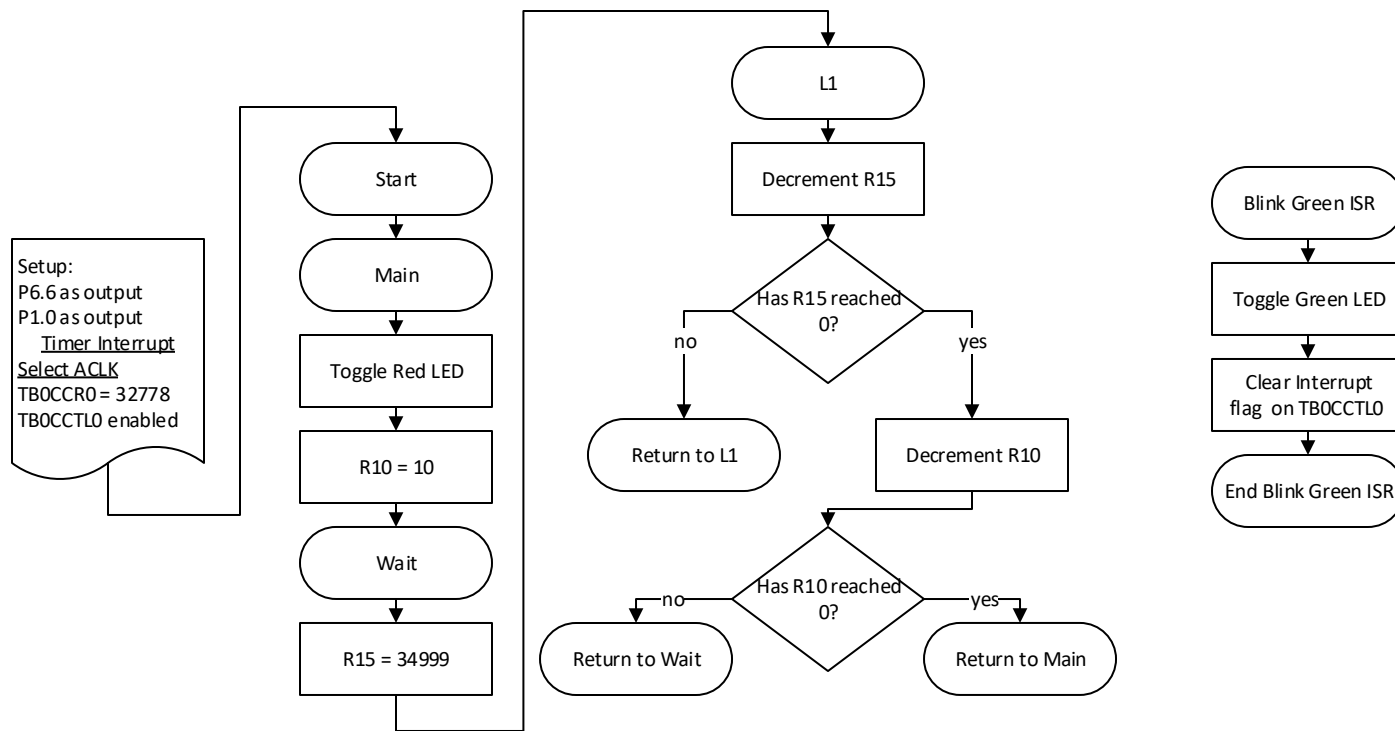 Setup:
P6.6 as output
P1.0 as output
Timer Interrupt
Select ACLK
TB0CCR0 = 32778
TB0CCTL0 enabled
Start
Main
Toggle Red LED
R10 = 10
Wait
R15 = 34999
L1
Decrement R15
Has R15 reached
0?
no
yes
Return to L1
Decrement R10
Has R10 reached
0?
no
yes
Return to Wait
Return to Main
Blink Green ISR
Toggle Green LED
Clear Interrupt
flag on TB0CCTL0
End Blink Green ISR